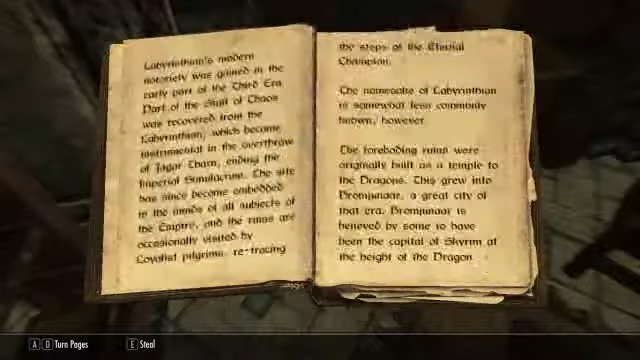 Labyrinthian's modern
notoriety was gained in the
early part of the Third Era.
Part of the Staff of Chaos
was recovered from the
Labyrinthian, which became
instrumental in the overthrow
of Jagar Tharn, ending the
Imperial Simulacrum. The site
has since become embedded
in the minds of all subjects of
the Empire, and the ruins are
occasionally visited by
Loyalist pilgrims, re-tracing
the steps of the Eternal
Champion.
The namesake of Labyrinthian
is somewhat less commonly
known, however.
The foreboding ruins were
originally built as a temple to
the Dragons. This grew into
Bromjunaar, a great city of
that era. Bromjunaar is
believed by some to have
been the capital of Skyrim at
the height of the Dragon
A D Turn Pages E Steal